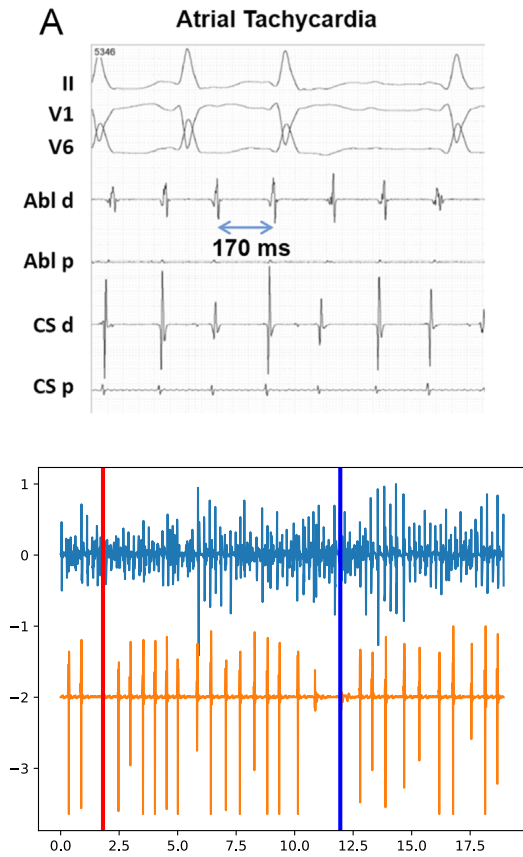 A Atrial Tachycardia
5346
II
V1
V6
Abl d
170 ms
Abl p
CS d
CS p
1
0
−1
−2
−3
0.0 2.5 5.0 7.5 10.0 12.5 15.0 17.5